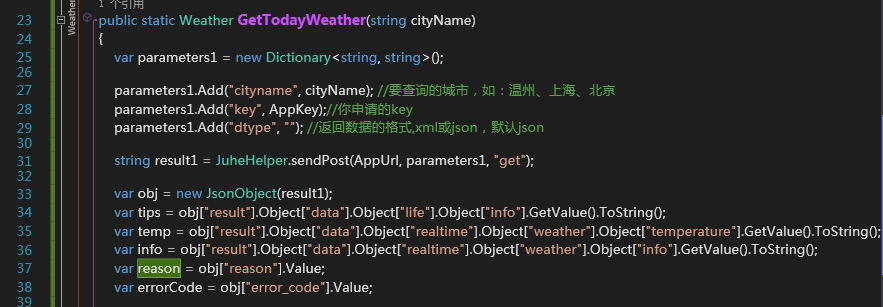 1 个引用
Weather
23 public static Weather GetTodayWeather(string cityName)
24 {
25 var parameters1 = new Dictionary<string, string>();
26
27 parameters1.Add("cityname", cityName); //要查询的城市，如：温州、上海、北京
28 parameters1.Add("key", AppKey);//你申请的key
29 parameters1.Add("dtype", ""); //返回数据的格式,xml或json，默认json
30
31 string result1 = JuheHelper.sendPost(AppUrl, parameters1, "get");
32
33 var obj = new JsonObject(result1);
34 var tips = obj["result"].Object["data"].Object["life"].Object["info"].GetValue().ToString();
35 var temp = obj["result"].Object["data"].Object["realtime"].Object["weather"].Object["temperature"].GetValue().ToString();
36 var info = obj["result"].Object["data"].Object["realtime"].Object["weather"].Object["info"].GetValue().ToString();
37 var reason = obj["reason"].Value;
38 var errorCode = obj["error_code"].Value;
39